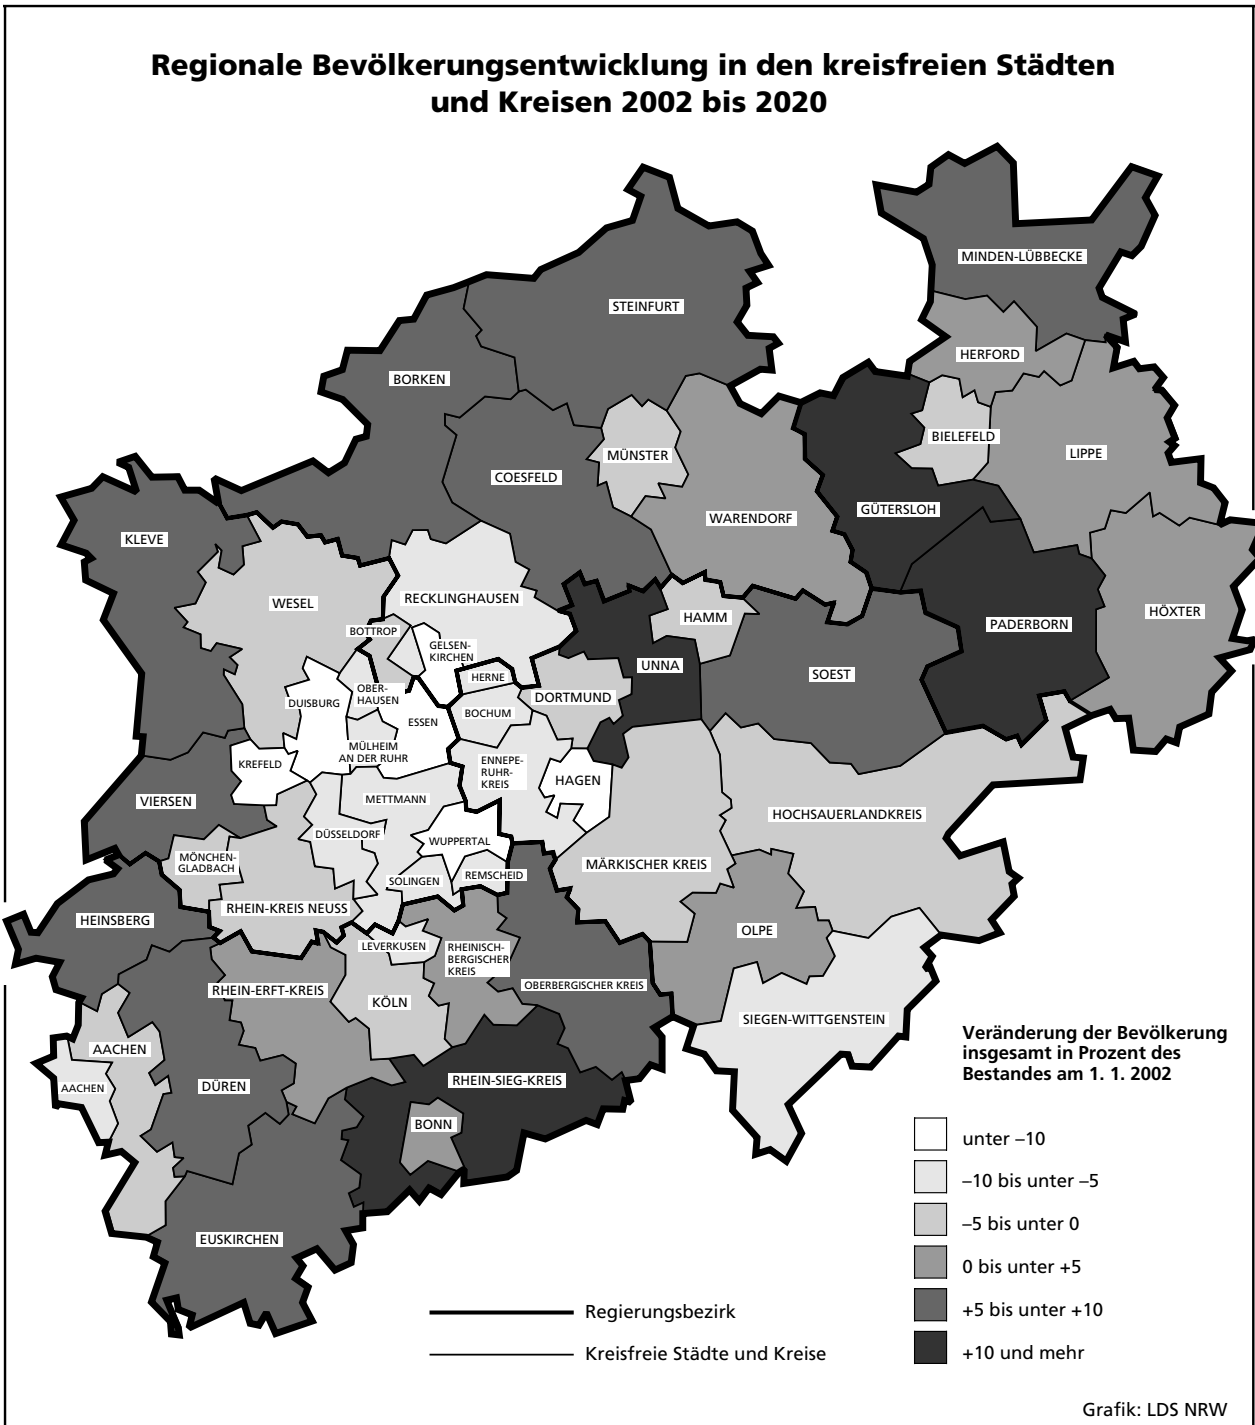 Regionale Bevölkerungsentwicklung in den kreisfreien Städten
und Kreisen 2002 bis 2020
MINDEN-LÜBBECKE
STEINFURT
HERFORD
BORKEN
BIELEFELD
LIPPE
MÜNSTER
COESFELD
GÜTERSLOH
WARENDORF
KLEVE
RECKLINGHAUSEN
WESEL
HÖXTER
HAMM
PADERBORN
BOTTROP
GELSEN-
KIRCHEN
UNNA
SOEST
HERNE
OBER-
HAUSEN
DORTMUND
DUISBURG
BOCHUM
ESSEN
MÜLHEIM
AN DER RUHR
KREFELD
ENNEPE-
RUHR-
KREIS
HAGEN
VIERSEN
METTMANN
HOCHSAUERLANDKREIS
DÜSSELDORF
WUPPERTAL
MÖNCHEN-
GLADBACH
MÄRKISCHER KREIS
SOLINGEN
REMSCHEID
RHEIN-KREIS NEUSS
HEINSBERG
OLPE
LEVERKUSEN
RHEINISCH-
BERGISCHER
KREIS
OBERBERGISCHER KREIS
RHEIN-ERFT-KREIS
KÖLN
SIEGEN-WITTGENSTEIN
AACHEN
AACHEN
DÜREN
RHEIN-SIEG-KREIS
BONN
EUSKIRCHEN
Veränderung der Bevölkerung
insgesamt in Prozent des
Bestandes am 1. 1. 2002
unter –10
–10 bis unter –5
–5 bis unter 0
0 bis unter +5
+5 bis unter +10
+10 und mehr
Regierungsbezirk
Kreisfreie Städte und Kreise
Grafik: LDS NRW